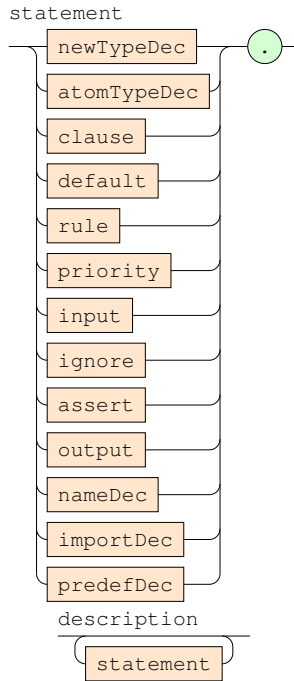 statement
newTypeDec .
atomTypeDec
clause
default
rule
priority
input
ignore
assert
output
nameDec
importDec
predefDec
description
statement